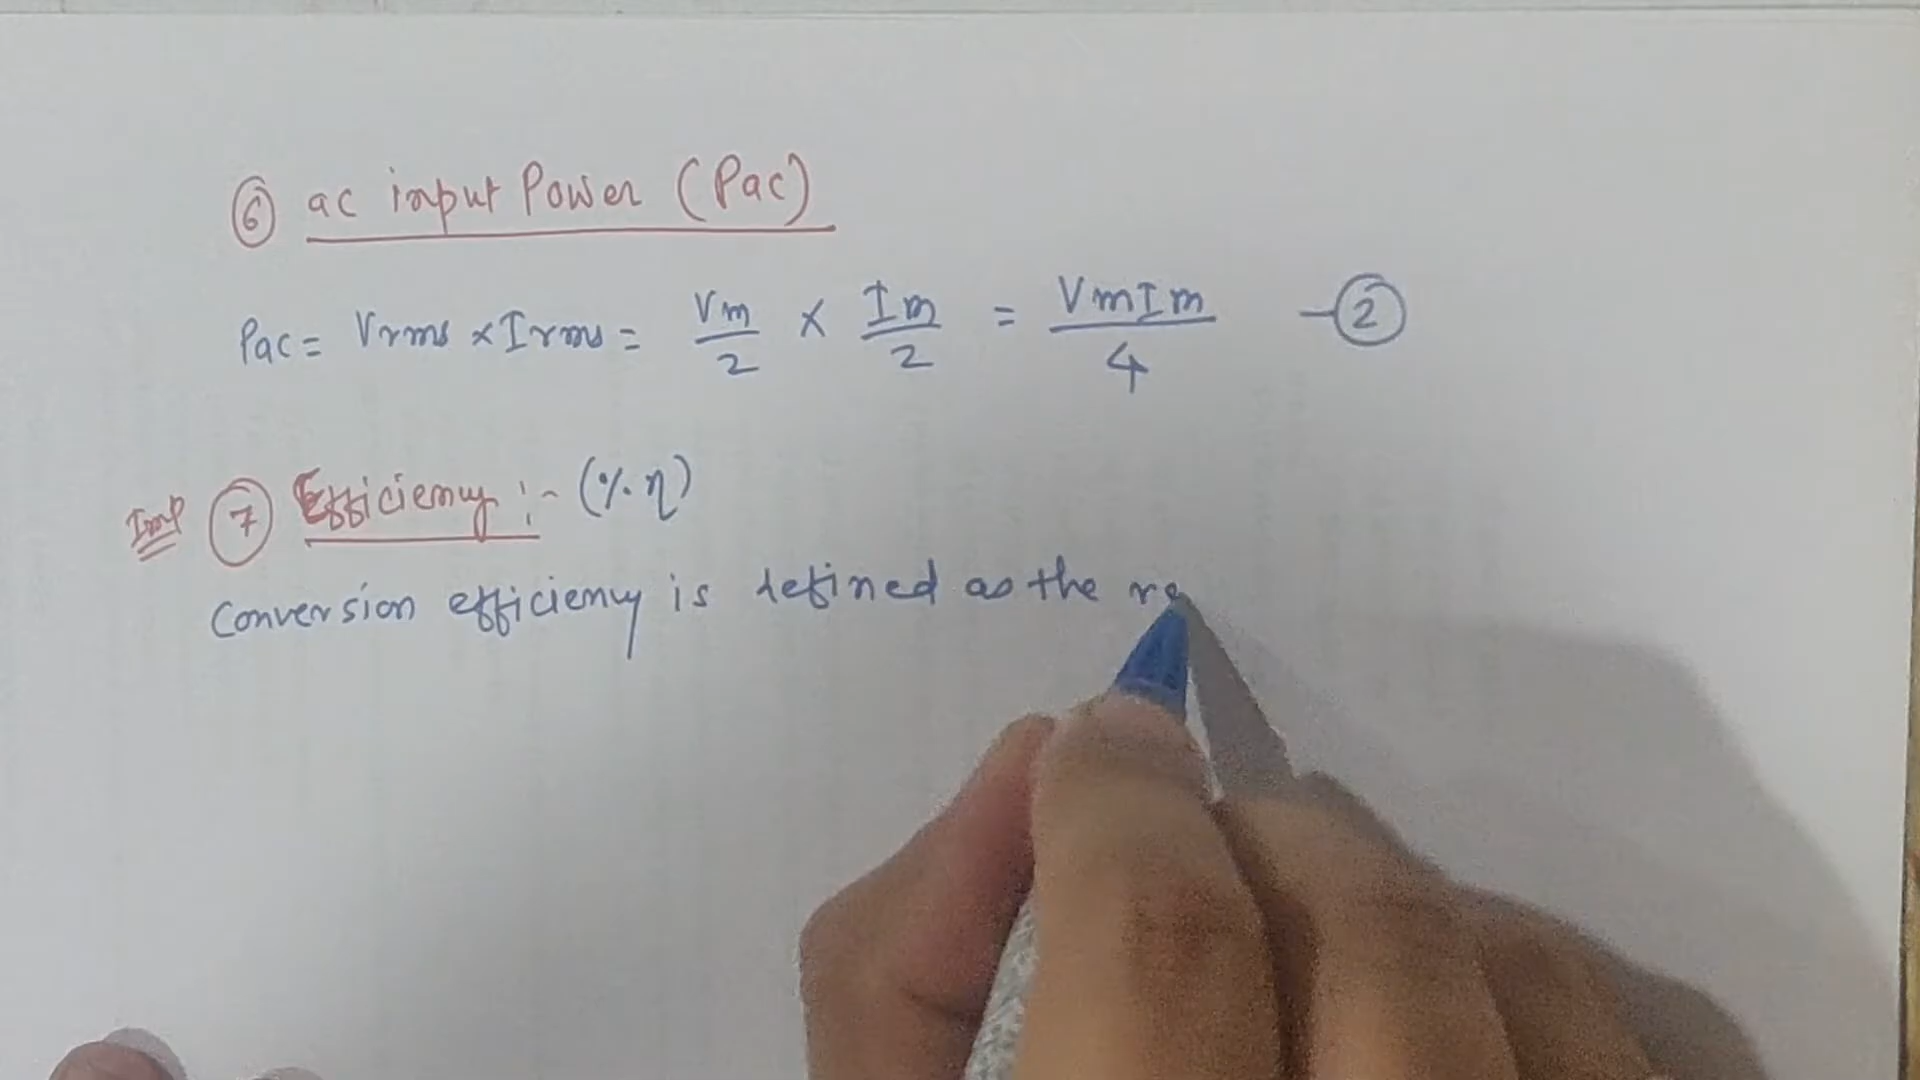 ⑥ ac input Power (Pac)
Pac = Vrms × Irms = Vm/2 × Im/2 = VmIm/4 -②
Imp ⑦ Efficiency :- (% η)
Conversion efficieny is defined as the